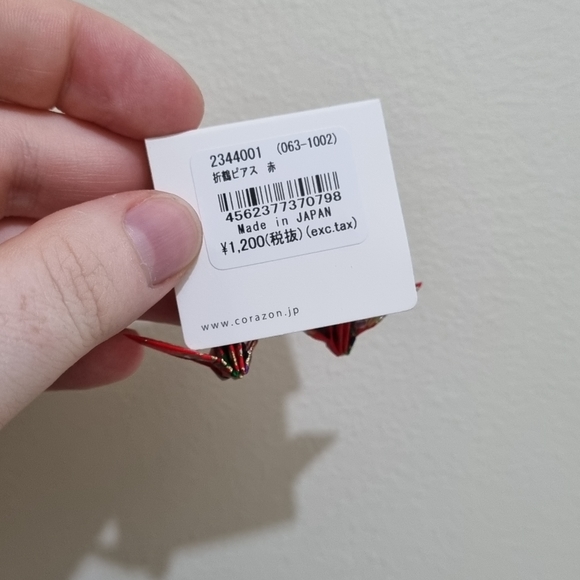 2344001 (063-1002)
折鶴ピアス 赤
4562377370798
Made in JAPAN
¥1,200(税抜)(exc.tax)
www.corazon.jp